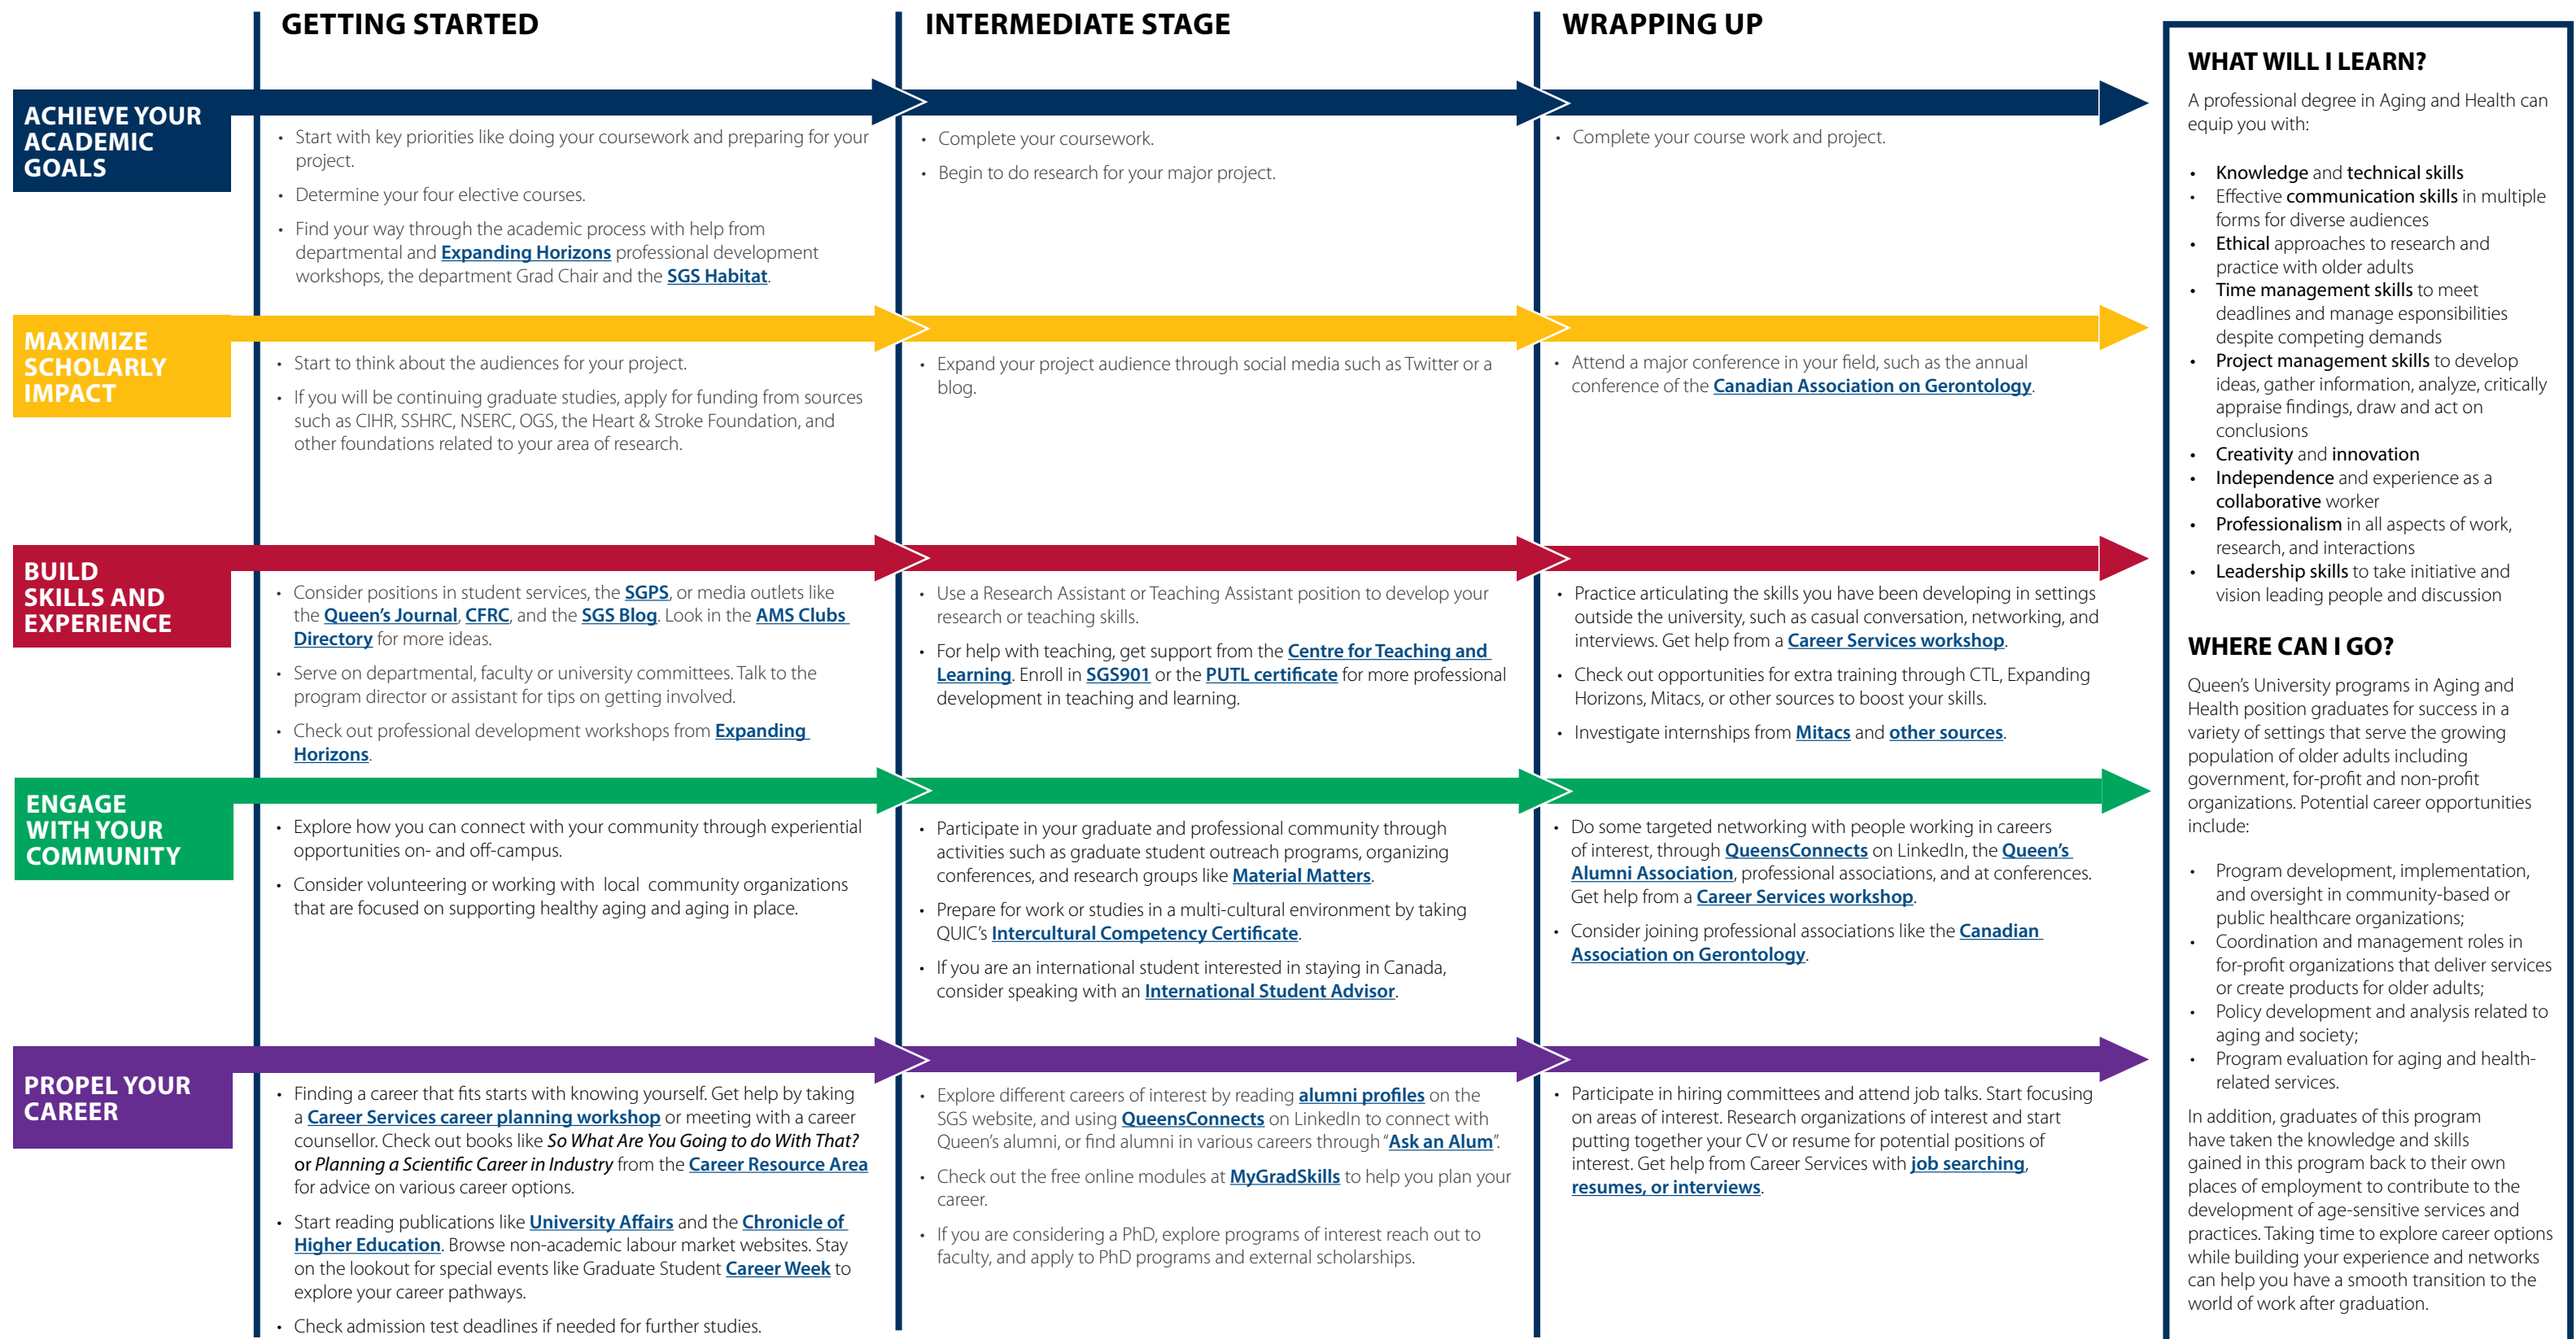 GETTING STARTED
INTERMEDIATE STAGE
WRAPPING UP
ACHIEVE YOUR
ACADEMIC
GOALS
• Start with key priorities like doing your coursework and preparing for your
project.
• Determine your four elective courses.
• Find your way through the academic process with help from
departmental and Expanding Horizons professional development
workshops, the department Grad Chair and the SGS Habitat.
• Complete your coursework.
• Begin to do research for your major project.
• Complete your course work and project.
MAXIMIZE
SCHOLARLY
IMPACT
• Start to think about the audiences for your project.
• If you will be continuing graduate studies, apply for funding from sources
such as CIHR, SSHRC, NSERC, OGS, the Heart & Stroke Foundation, and
other foundations related to your area of research.
• Expand your project audience through social media such as Twitter or a
blog.
• Attend a major conference in your field, such as the annual
conference of the Canadian Association on Gerontology.
BUILD
SKILLS AND
EXPERIENCE
• Consider positions in student services, the SGPS, or media outlets like
the Queen's Journal, CFRC, and the SGS Blog. Look in the AMS Clubs
Directory for more ideas.
• Serve on departmental, faculty or university committees. Talk to the
program director or assistant for tips on getting involved.
• Check out professional development workshops from Expanding
Horizons.
• Use a Research Assistant or Teaching Assistant position to develop your
research or teaching skills.
• For help with teaching, get support from the Centre for Teaching and
Learning. Enroll in SGS901 or the PUTL certificate for more professional
development in teaching and learning.
• Practice articulating the skills you have been developing in settings
outside the university, such as casual conversation, networking, and
interviews. Get help from a Career Services workshop.
• Check out opportunities for extra training through CTL, Expanding
Horizons, Mitacs, or other sources to boost your skills.
• Investigate internships from Mitacs and other sources.
ENGAGE
WITH YOUR
COMMUNITY
• Explore how you can connect with your community through experiential
opportunities on- and off-campus.
• Consider volunteering or working with local community organizations
that are focused on supporting healthy aging and aging in place.
• Participate in your graduate and professional community through
activities such as graduate student outreach programs, organizing
conferences, and research groups like Material Matters.
• Prepare for work or studies in a multi-cultural environment by taking
QUIC's Intercultural Competency Certificate.
• If you are an international student interested in staying in Canada,
consider speaking with an International Student Advisor.
• Do some targeted networking with people working in careers
of interest, through QueensConnects on LinkedIn, the Queen's
Alumni Association, professional associations, and at conferences.
Get help from a Career Services workshop.
• Consider joining professional associations like the Canadian
Association on Gerontology.
PROPEL YOUR
CAREER
• Finding a career that fits starts with knowing yourself. Get help by taking
a Career Services career planning workshop or meeting with a career
counsellor. Check out books like So What Are You Going to do With That?
or Planning a Scientific Career in Industry from the Career Resource Area
for advice on various career options.
• Start reading publications like University Affairs and the Chronicle of
Higher Education. Browse non-academic labour market websites. Stay
on the lookout for special events like Graduate Student Career Week to
explore your career pathways.
• Check admission test deadlines if needed for further studies.
• Explore different careers of interest by reading alumni profiles on the
SGS website, and using QueensConnects on LinkedIn to connect with
Queen's alumni, or find alumni in various careers through "Ask an Alum".
• Check out the free online modules at MyGradSkills to help you plan your
career.
• If you are considering a PhD, explore programs of interest reach out to
faculty, and apply to PhD programs and external scholarships.
• Participate in hiring committees and attend job talks. Start focusing
on areas of interest. Research organizations of interest and start
putting together your CV or resume for potential positions of
interest. Get help from Career Services with job searching,
resumes, or interviews.
WHAT WILL I LEARN?
A professional degree in Aging and Health can
equip you with:
• Knowledge and technical skills
• Effective communication skills in multiple
forms for diverse audiences
• Ethical approaches to research and
practice with older adults
• Time management skills to meet
deadlines and manage esponsibilities
despite competing demands
• Project management skills to develop
ideas, gather information, analyze, critically
appraise findings, draw and act on
conclusions
• Creativity and innovation
• Independence and experience as a
collaborative worker
• Professionalism in all aspects of work,
research, and interactions
• Leadership skills to take initiative and
vision leading people and discussion
WHERE CAN I GO?
Queen's University programs in Aging and
Health position graduates for success in a
variety of settings that serve the growing
population of older adults including
government, for-profit and non-profit
organizations. Potential career opportunities
include:
• Program development, implementation,
and oversight in community-based or
public healthcare organizations;
• Coordination and management roles in
for-profit organizations that deliver services
or create products for older adults;
• Policy development and analysis related to
aging and society;
• Program evaluation for aging and health-
related services.
In addition, graduates of this program
have taken the knowledge and skills
gained in this program back to their own
places of employment to contribute to the
development of age-sensitive services and
practices. Taking time to explore career options
while building your experience and networks
can help you have a smooth transition to the
world of work after graduation.